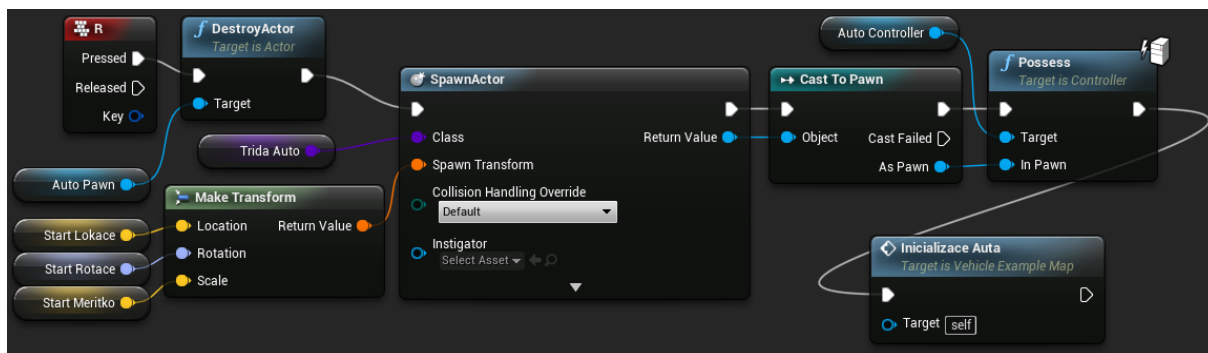 R
Pressed
Released
Key
DestroyActor
Target is Actor
Target
Auto Pawn
Trida Auto
Start Lokace
Start Rotace
Start Meritko
Make Transform
Location
Return Value
Rotation
Scale
SpawnActor
Class
Return Value
Spawn Transform
Collision Handling Override
Default
Instigator
Select Asset
Cast To Pawn
Object
Cast Failed
As Pawn
Auto Controller
Possess
Target is Controller
Target
In Pawn
Inicializace Auta
Target is Vehicle Example Map
Target self